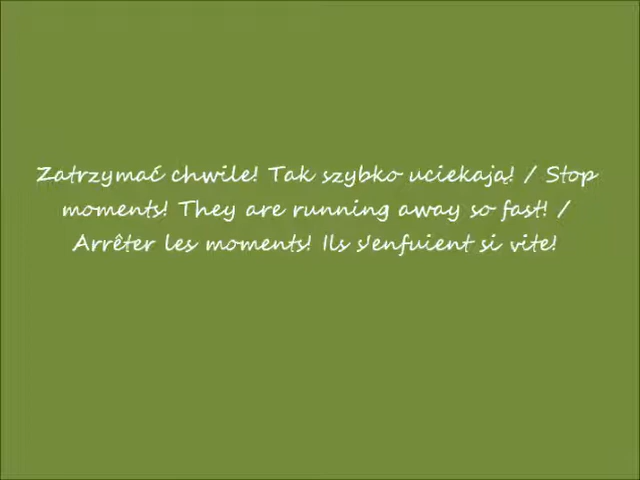 Zatrzymać chwile! Tak szybko uciekają! / Stop
moments! They are running away so fast! /
Arrêter les moments! Ils s'enfuient si vite!